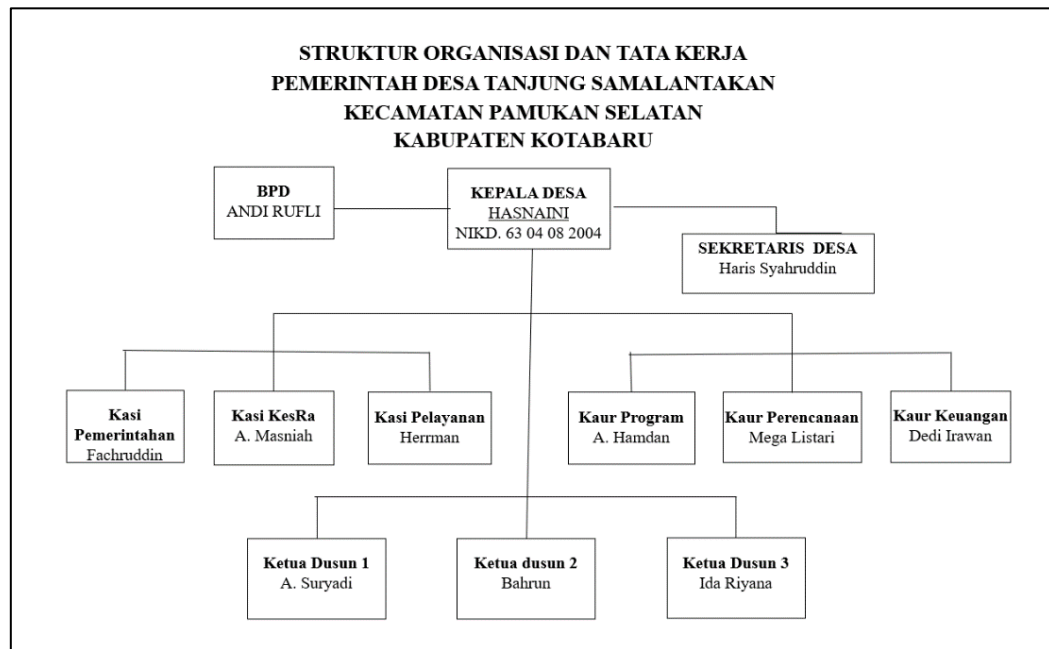 STRUKTUR ORGANISASI DAN TATA KERJA
PEMERINTAH DESA TANJUNG SAMALANTAKAN
KECAMATAN PAMUKAN SELATAN
KABUPATEN KOTABARU
BPD
ANDI RUFLI
KEPALA DESA
HASNAINI
NIKD. 63 04 08 2004
SEKRETARIS DESA
Haris Syahruddin
Kasi
Pemerintahan
Fachruddin
Kasi KesRa
A. Masniah
Kasi Pelayanan
Herrman
Kaur Program
A. Hamdan
Kaur Perencanaan
Mega Listari
Kaur Keuangan
Dedi Irawan
Ketua Dusun 1
A. Suryadi
Ketua dusun 2
Bahrun
Ketua Dusun 3
Ida Riyana